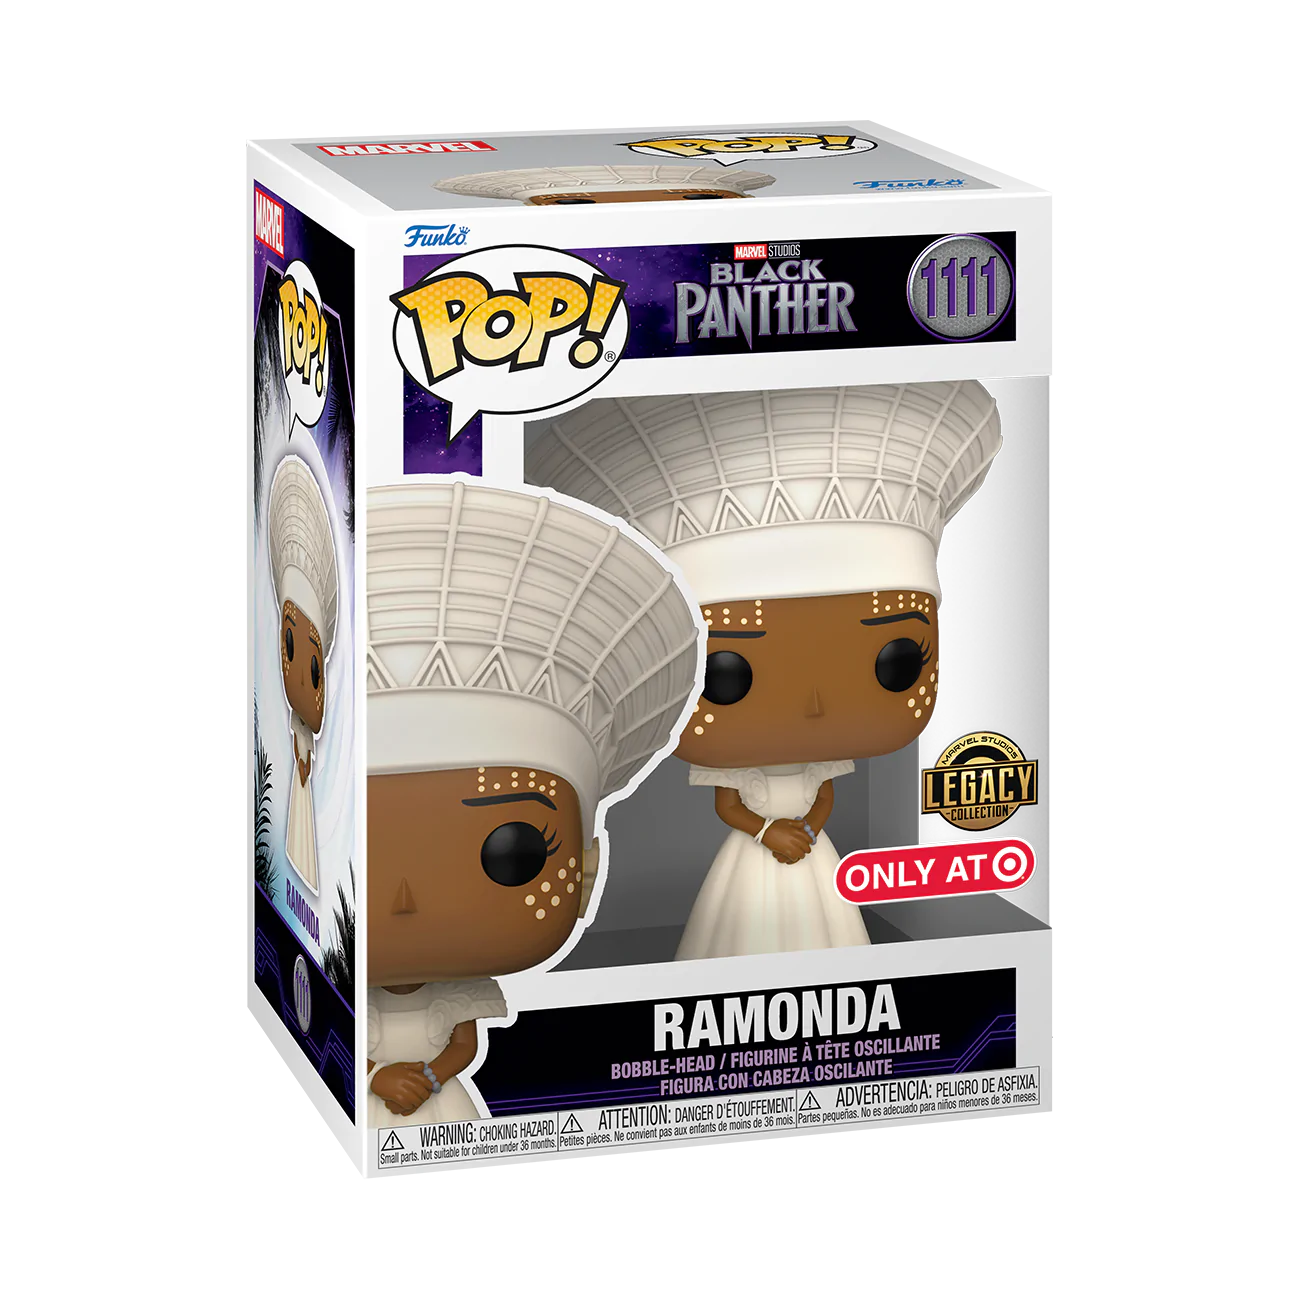 MARVEL
POP!
Funko
MARVEL
POP!
RAMONDA
1111
Funko
POP!®
MARVEL STUDIOS
BLACK
PANTHER
1111
MARVEL STUDIOS
LEGACY
-COLLECTION-
ONLY AT
RAMONDA
BOBBLE-HEAD / FIGURINE À TÊTE OSCILLANTE
FIGURA CON CABEZA OSCILANTE
WARNING: CHOKING HAZARD.
Small parts. Not suitable for children under 36 months.
ATTENTION: DANGER D'ÉTOUFFEMENT.
Petites pièces. Ne convient pas aux enfants de moins de 36 mois.
ADVERTENCIA: PELIGRO DE ASFIXIA.
Partes pequeñas. No es adecuado para niños menores de 36 meses.